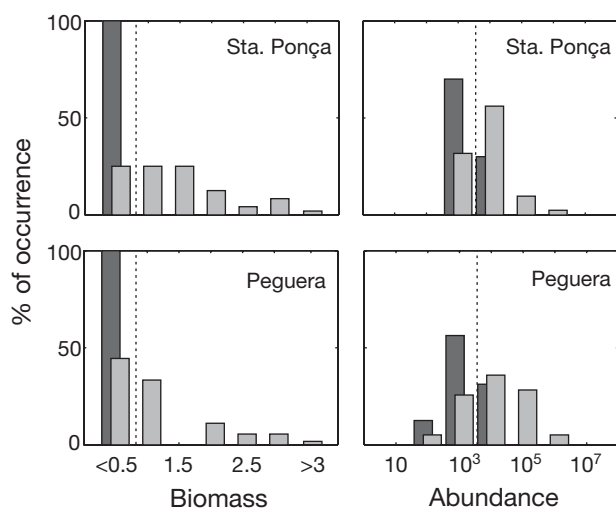 100
50
0
Sta. Ponça
Sta. Ponça
% of occurrence
100
50
0
Peguera
Peguera
<0.5 1.5 2.5 >3
10 10³ 10⁵ 10⁷
Biomass
Abundance